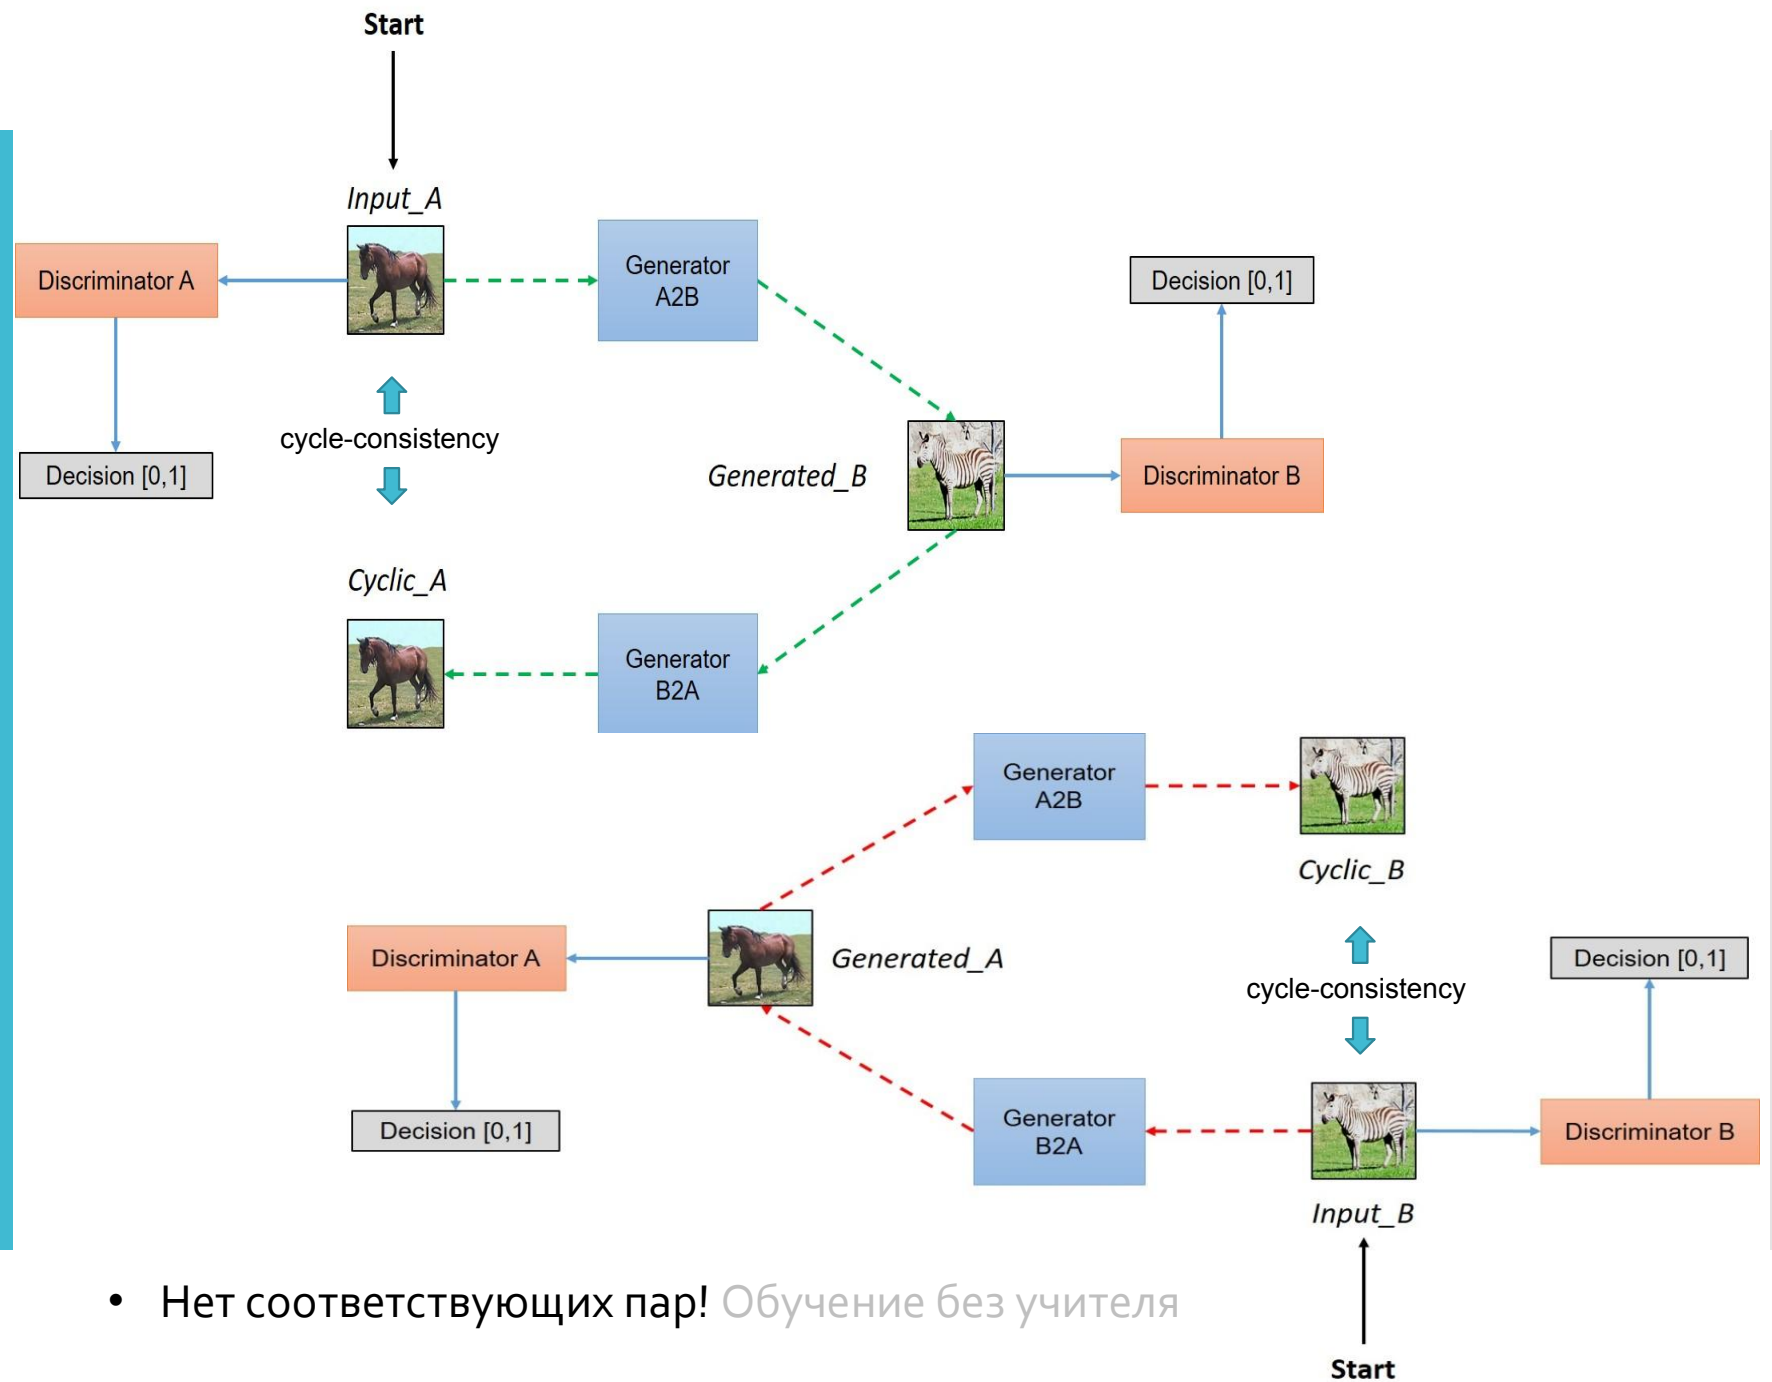 Start
Input_A
Discriminator A
Generator
A2B
Decision [0,1]
cycle-consistency
Decision [0,1]
Generated_B
Discriminator B
Cyclic_A
Generator
B2A
Generator
A2B
Cyclic_B
Discriminator A
Generated_A
Decision [0,1]
cycle-consistency
Decision [0,1]
Generator
B2A
Discriminator B
Input_B
• Нет соответствующих пар! Обучение без учителя
Start